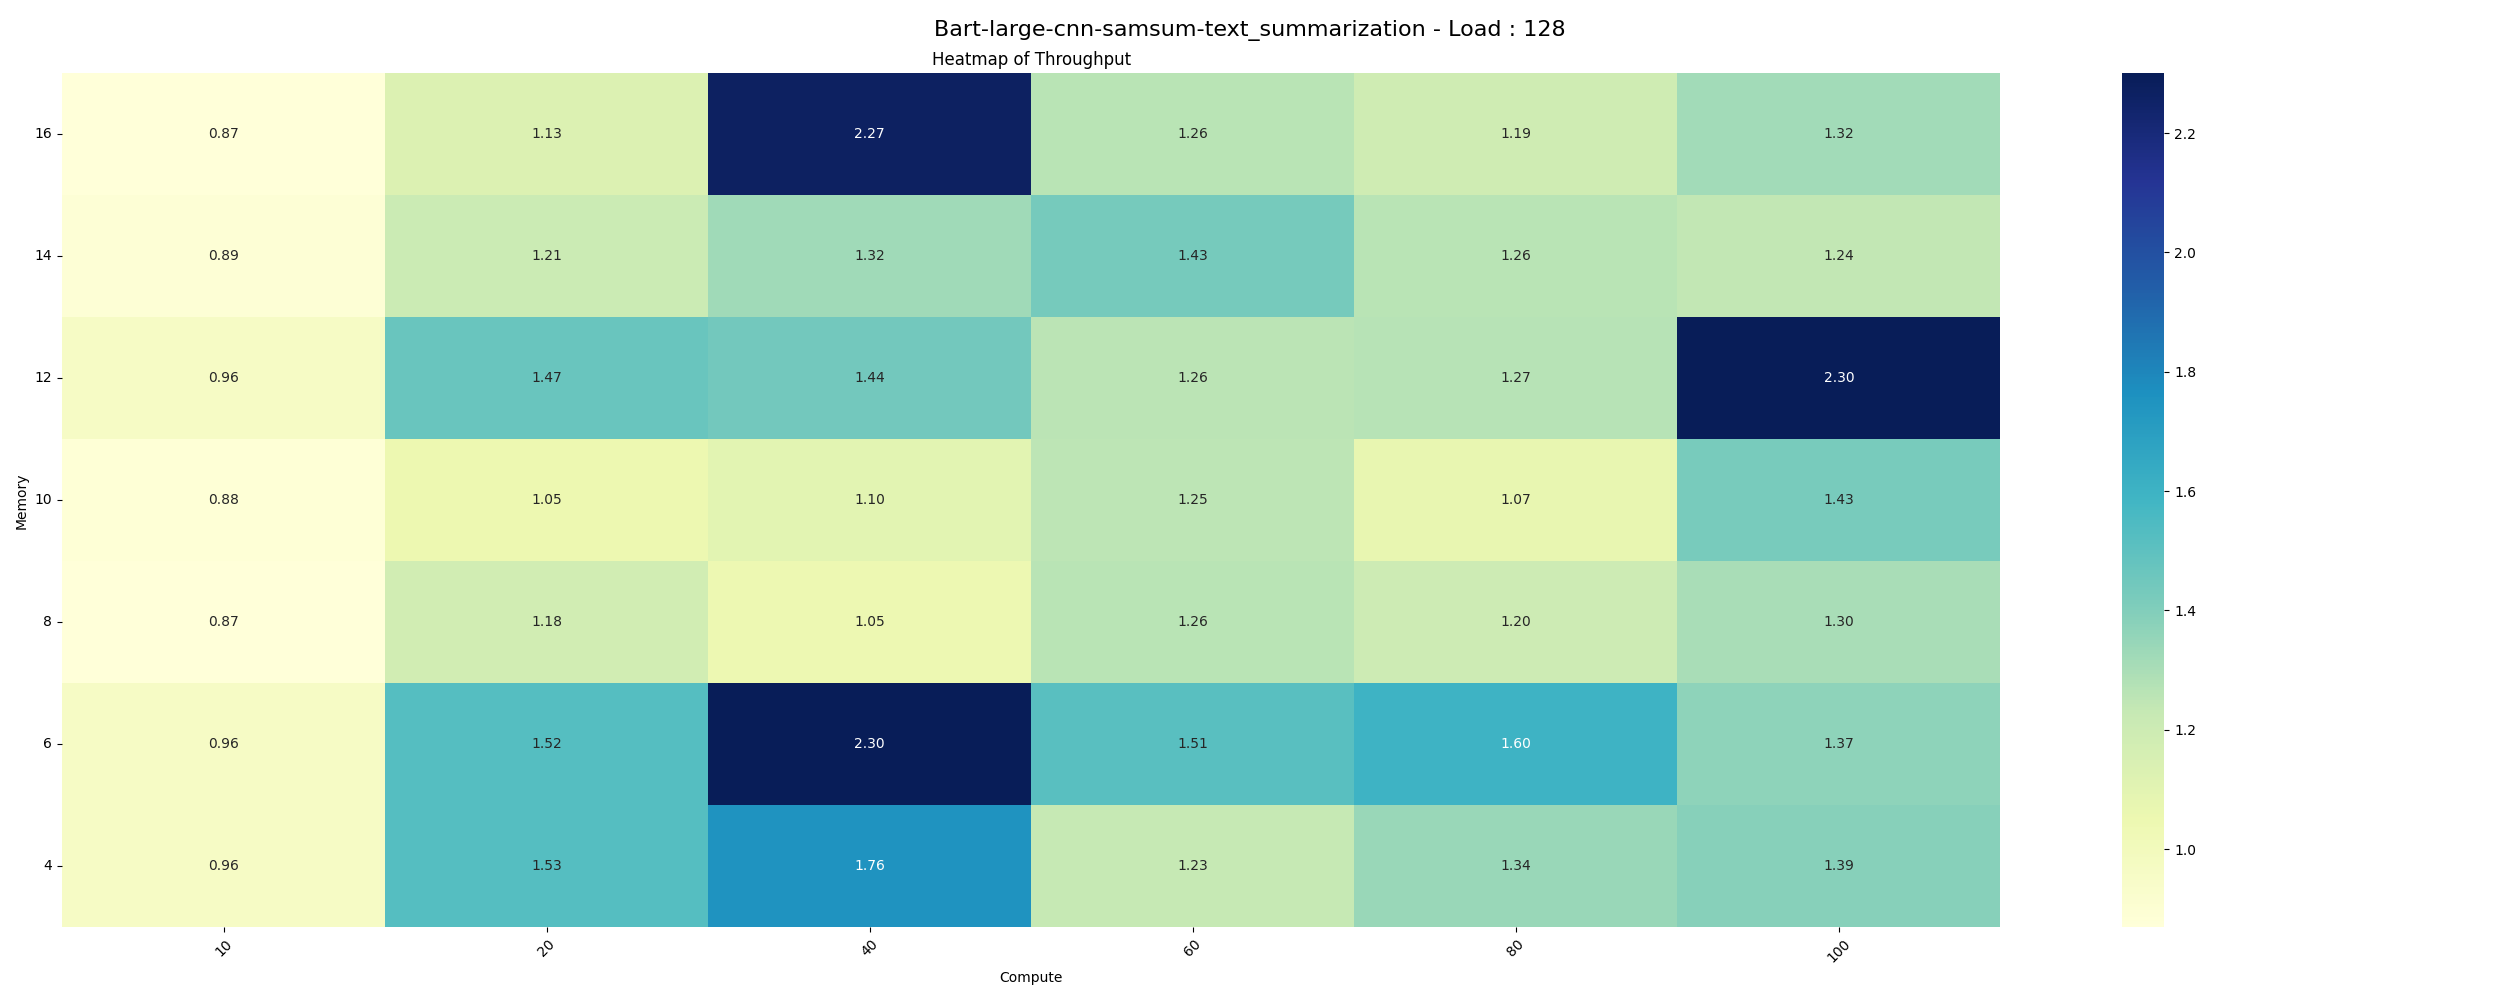 Bart-large-cnn-samsum-text_summarization - Load : 128
Heatmap of Throughput
16 0.87 1.13 2.27 1.26 1.19 1.32
14 0.89 1.21 1.32 1.43 1.26 1.24
12 0.96 1.47 1.44 1.26 1.27 2.30
10 0.88 1.05 1.10 1.25 1.07 1.43
8 0.87 1.18 1.05 1.26 1.20 1.30
6 0.96 1.52 2.30 1.51 1.60 1.37
4 0.96 1.53 1.76 1.23 1.34 1.39
Memory
10 20 40 60 80 100
Compute
2.2
2.0
1.8
1.6
1.4
1.2
1.0